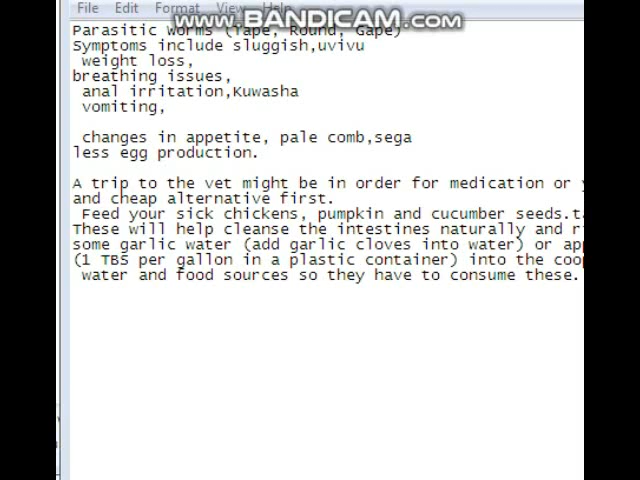 File Edit Format View Help
www.BANDICAM.com
Parasitic Worms (Tape, Round, Gape)
Symptoms include sluggish,uvivu
weight loss,
breathing issues,
anal irritation,Kuwasha
vomiting,
changes in appetite, pale comb,sega
less egg production.
A trip to the vet might be in order for medication or
and cheap alternative first.
Feed your sick chickens, pumpkin and cucumber seeds.
These will help cleanse the intestines naturally and
some garlic water (add garlic cloves into water) or
(1 TBS per gallon in a plastic container) into the
water and food sources so they have to consume these.